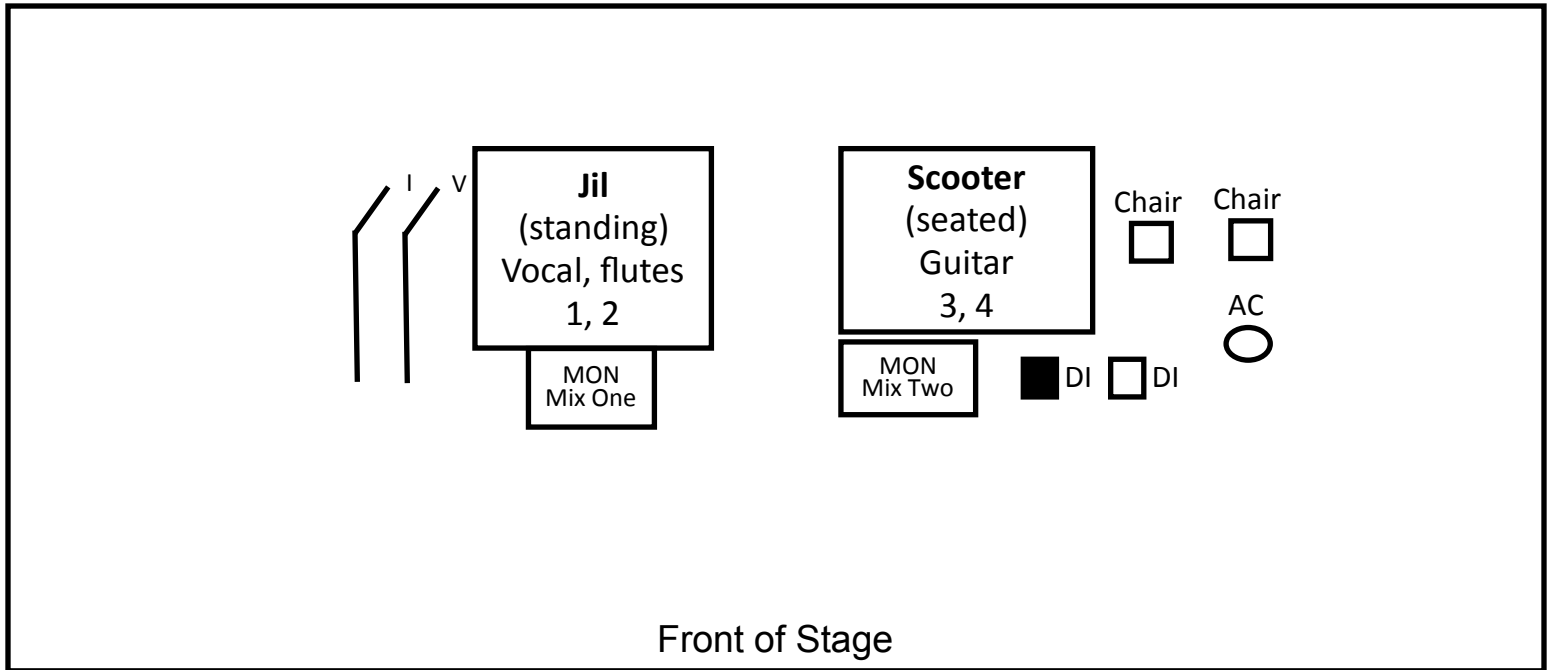 I V
Jil
(standing)
Vocal, flutes
1, 2
MON
Mix One
Scooter
(seated)
Guitar
3, 4
MON
Mix Two
DI DI
Chair Chair
AC
Front of Stage